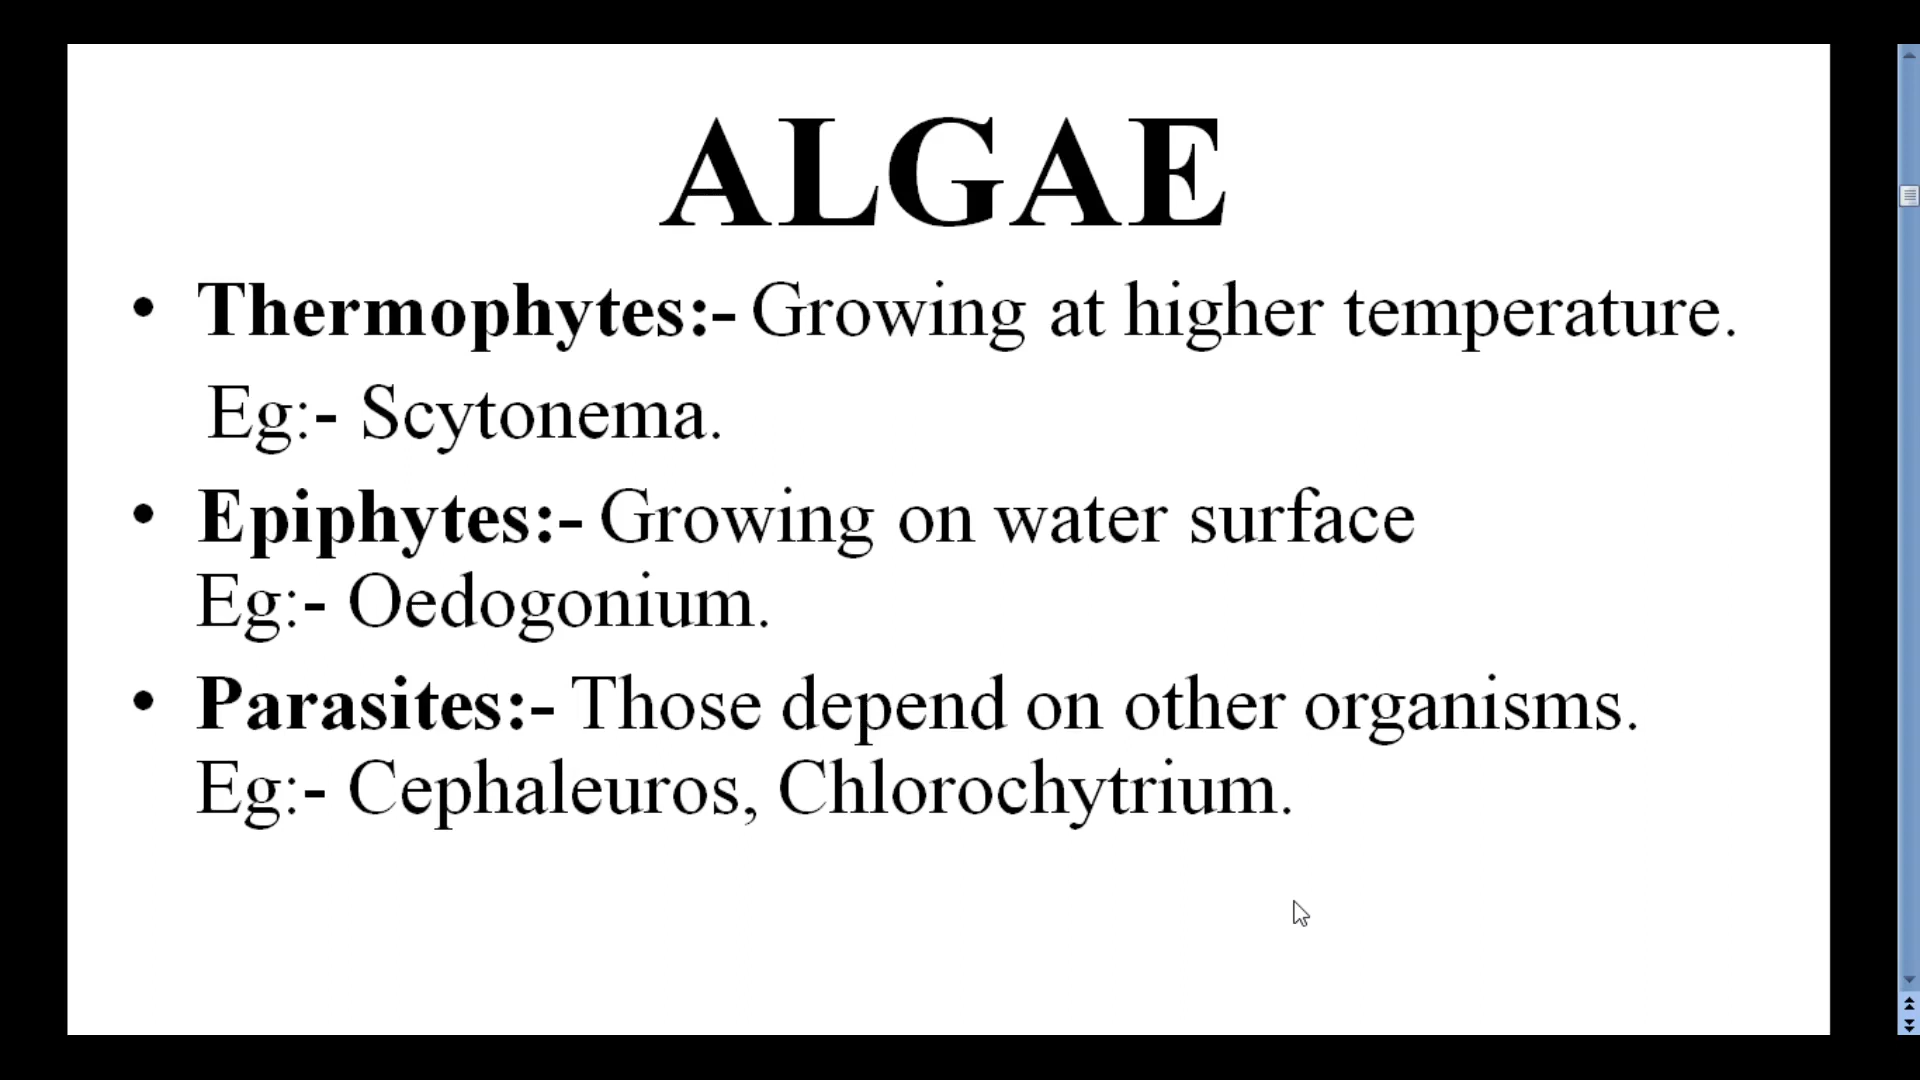 ALGAE
• Thermophytes:- Growing at higher temperature.
Eg:- Scytonema.
• Epiphytes:- Growing on water surface
Eg:- Oedogonium.
• Parasites:- Those depend on other organisms.
Eg:- Cephaleuros, Chlorochytrium.